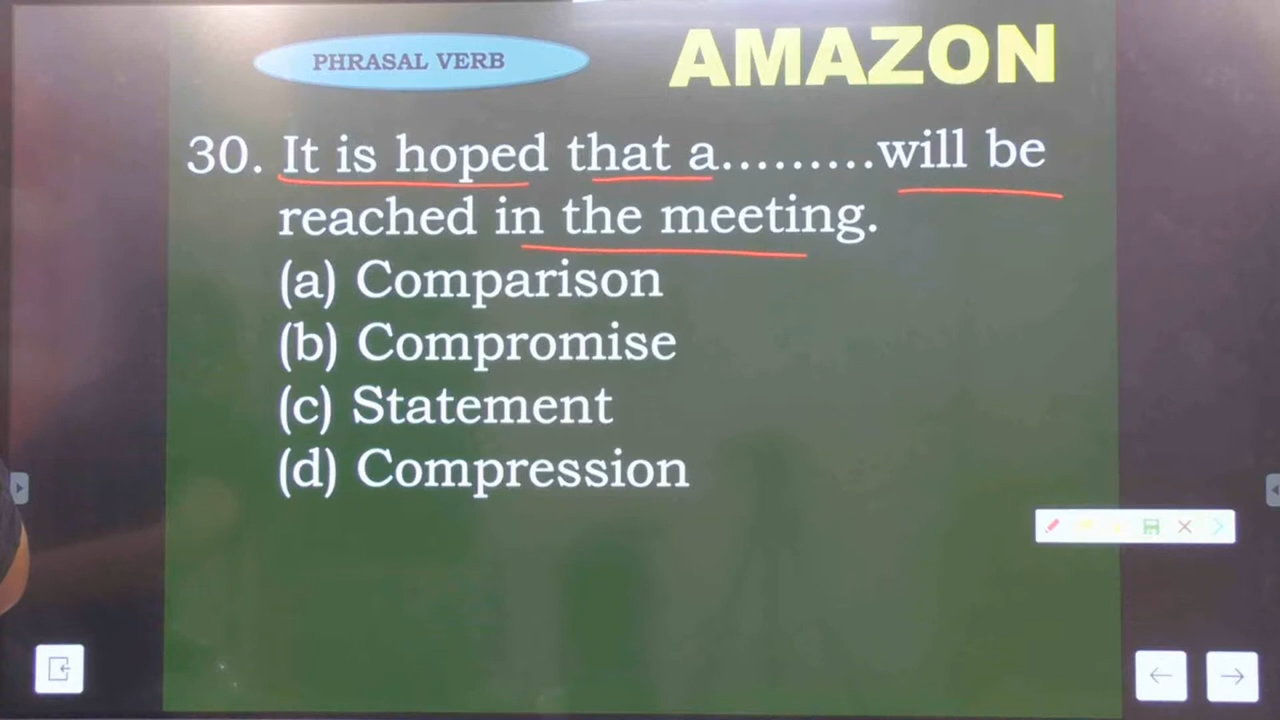 PHRASAL VERB
AMAZON
30. It is hoped that a.........will be
reached in the meeting.
(a) Comparison
(b) Compromise
(c) Statement
(d) Compression